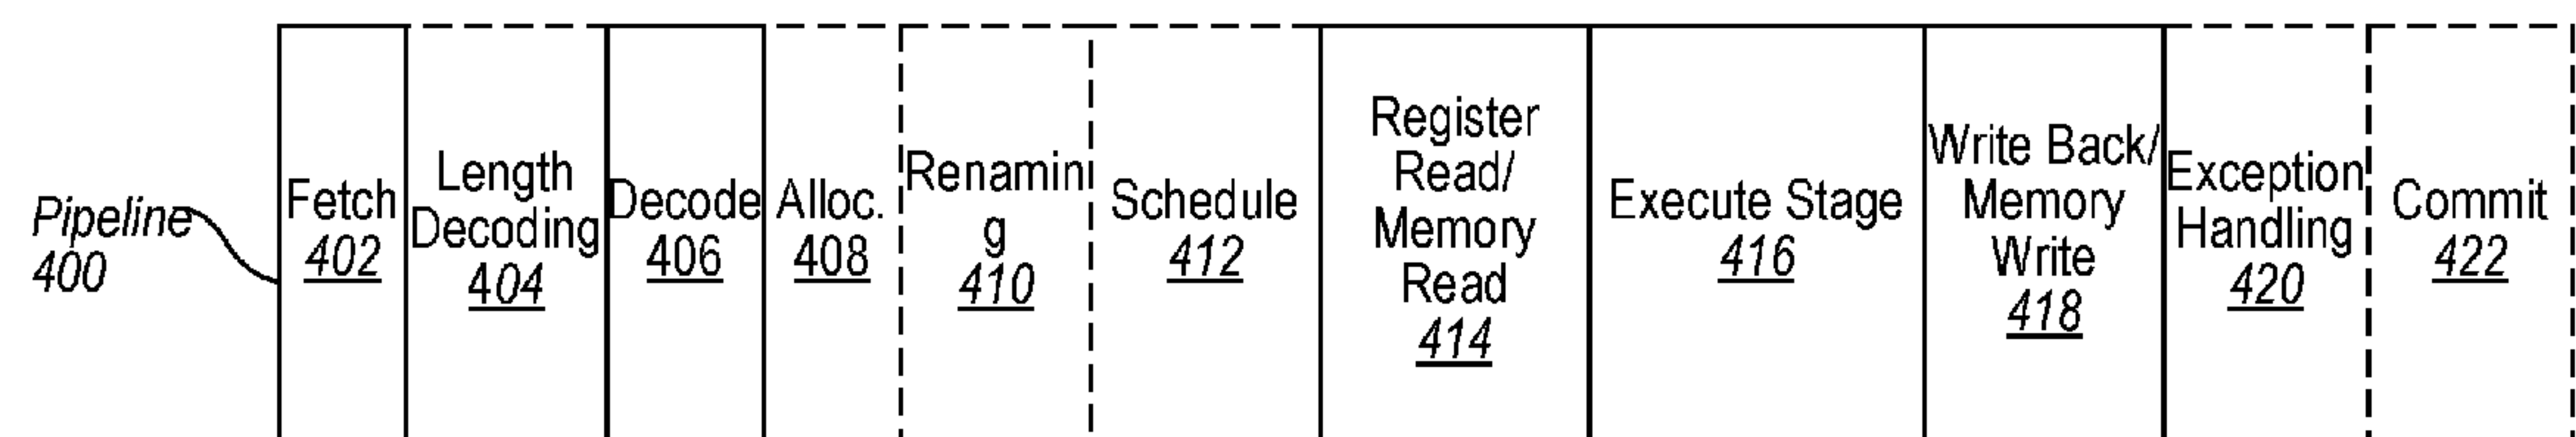 Pipeline
400
Fetch
402
Length
Decoding
404
Decode
406
Alloc.
408
Renamin
g
410
Schedule
412
Register
Read/
Memory
Read
414
Execute Stage
416
Write Back/
Memory
Write
418
Exception
Handling
420
Commit
422